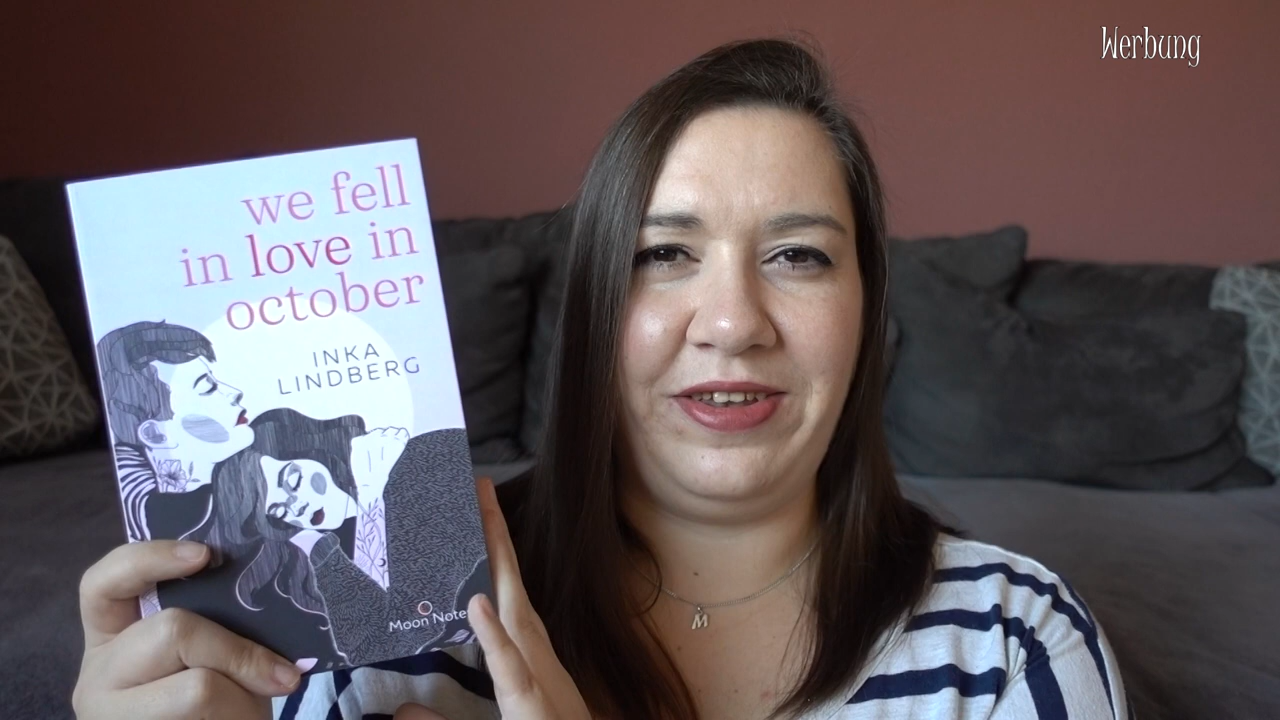 Werbung
we fell
in love in
october
INKA
LINDBERG
Moon Notes
M